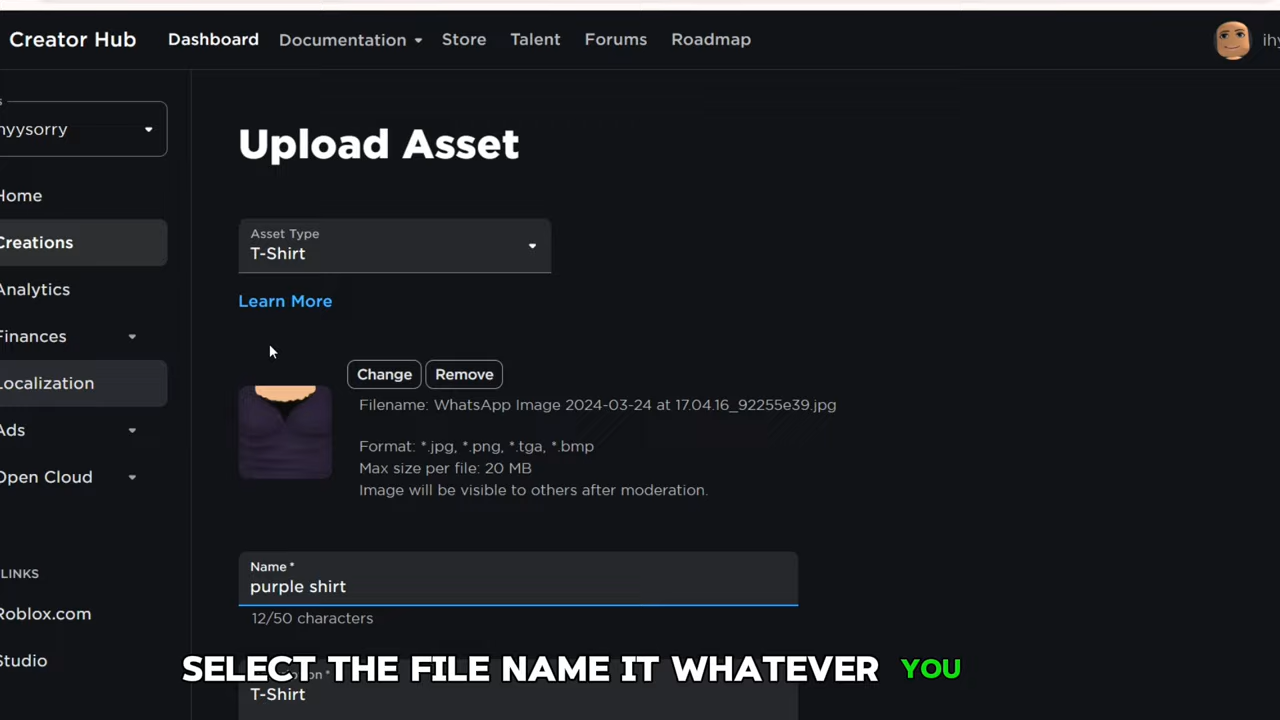 Creator Hub Dashboard Documentation Store Talent Forums Roadmap ihy
s
hyysorry
Home
Creations
Analytics
Finances
Localization
Ads
Open Cloud
LINKS
Roblox.com
Studio
Upload Asset
Asset Type
T-Shirt
Learn More
Change Remove
Filename: WhatsApp Image 2024-03-24 at 17.04.16_92255e39.jpg
Format: *.jpg, *.png, *.tga, *.bmp
Max size per file: 20 MB
Image will be visible to others after moderation.
Name*
purple shirt
12/50 characters
T-Shirt
SELECT THE FILE NAME IT WHATEVER YOU